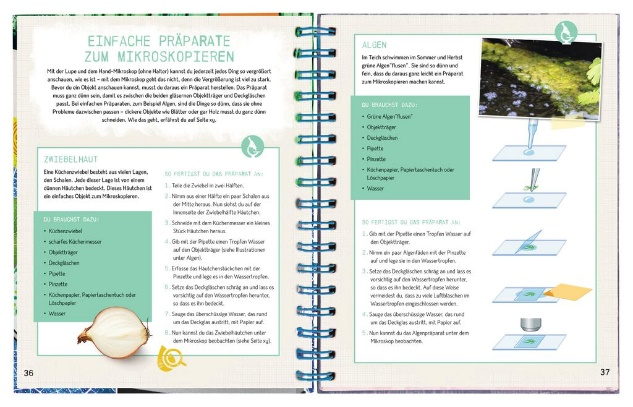 EINFACHE PRÄPARATE
ZUM MIKROSKOPIEREN
Mit der Lupe und dem Hand-Mikroskop (ohne Halter) kannst du jederzeit jedes Ding so vergrößert
anschauen, wie es ist – mit dem Mikroskop geht das nicht, denn die Vergrößerung ist viel zu stark.
Bevor du ein Objekt anschauen kannst, musst du daraus ein Präparat herstellen. Das Präparat
muss ganz dünn sein, damit es zwischen die beiden gläsernen Objektträger und Deckgläschen
passt. Bei einfachen Präparaten, zum Beispiel Algen, sind die Dinge so dünn, dass sie ohne
Probleme dazwischen passen – dickere Objekte wie Blätter oder gar Holz musst du ganz dünn
schneiden. Wie das geht, erfährst du auf Seite xy.
ZWIEBELHAUT
Eine Küchenzwiebel besteht aus vielen Lagen,
den Schalen. Jede dieser Lage ist von einem
dünnen Häutchen bedeckt. Dieses Häutchen ist
ein einfaches Objekt zum Mikroskopieren.
DU BRAUCHST DAZU:
• Küchenzwiebel
• scharfes Küchenmesser
• Objektträger
• Deckgläschen
• Pipette
• Pinzette
• Küchenpapier, Papiertaschentuch oder
Löschpapier
• Wasser
SO FERTIGST DU DAS PRÄPARAT AN:
1. Teile die Zwiebel in zwei Hälften.
2. Nimm aus einer Hälfte ein paar Schalen aus
der Mitte heraus. Nun siehst du auf der
Innenseite der Zwiebelhälfte Häutchen.
3. Schneide mit dem Küchenmesser ein kleines
Stück Häutchen heraus.
4. Gib mit der Pipette einen Tropfen Wasser
auf den Objektträger (siehe Illustrationen
unter Algen).
5. Erfasse das Häutchenstückchen mit der
Pinzette und lege es in den Wassertropfen.
6. Setze das Deckgläschen schräg an und lass es
vorsichtig auf den Wassertropfen herunter,
so dass es ihn bedeckt.
7. Sauge das überschüssige Wasser, das rund
um das Deckglas austritt, mit Papier auf.
8. Nun kannst du das Zwiebelhäutchen unter
dem Mikroskop beobachten (siehe Seite xy).
36
ALGEN
Im Teich schwimmen im Sommer und Herbst
grüne Algen"flusen". Sie sind so dünn und
fein, dass du daraus ganz leicht ein Präparat
zum Mikroskopieren machen kannst.
DU BRAUCHST DAZU:
• Grüne Algen"flusen"
• Objektträger
• Deckgläschen
• Pipette
• Pinzette
• Küchenpapier, Papiertaschentuch oder
Löschpapier
• Wasser
SO FERTIGST DU DAS PRÄPARAT AN:
1. Gib mit der Pipette einen Tropfen Wasser auf
den Objektträger.
2. Nimm ein paar Algenfäden mit der Pinzette
auf und lege sie in den Wassertropfen.
3. Setze das Deckgläschen schräg an und lass es
vorsichtig auf den Wassertropfen herunter,
so dass es ihn bedeckt. Auf diese Weise
vermeidest du, dass zu viele Luftbläschen im
Wassertropfen eingeschlossen werden.
4. Sauge das überschüssige Wasser, das rund
um das Deckglas austritt, mit Papier auf.
5. Nun kannst du das Algenpräparat unter dem
Mikroskop beobachten.
37